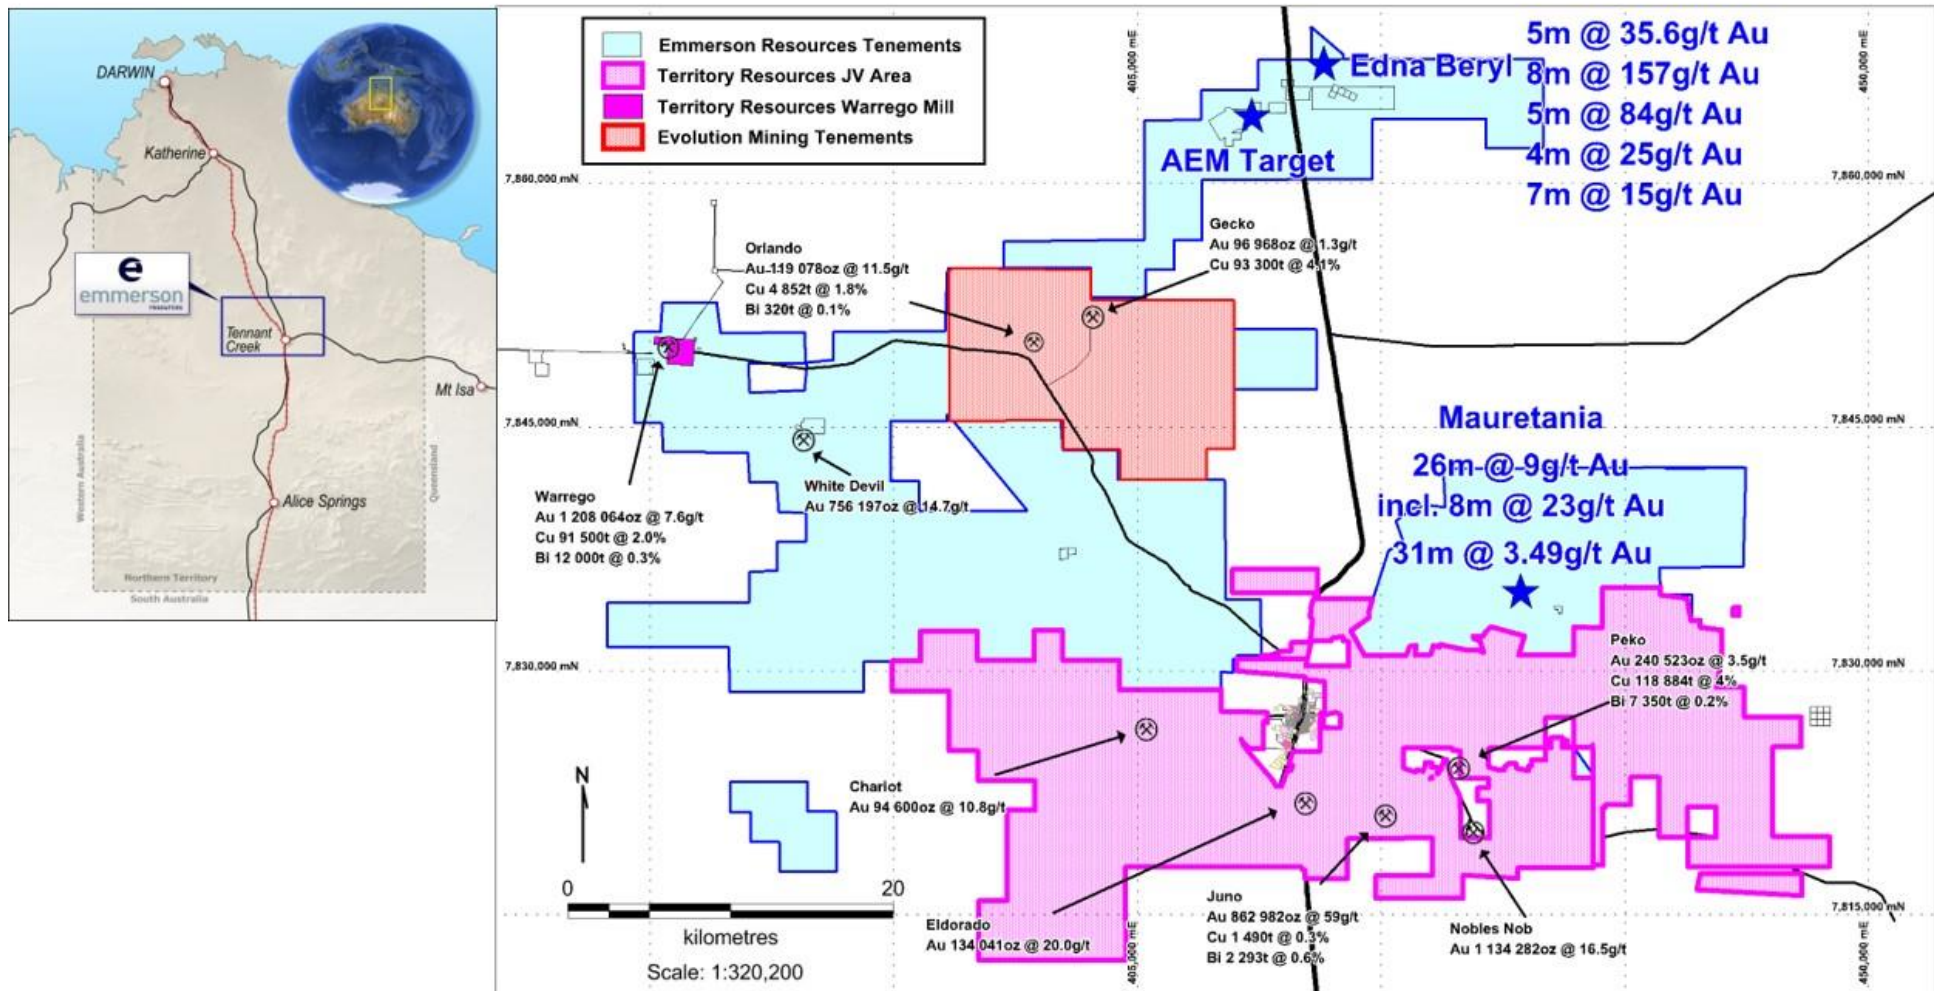 DARWIN
Katherine
e
emmerson
RESOURCES
Tennant
Creek
Mt Isa
Alice Springs
Western Australia
Queensland
Northern Territory
South Australia
Emmerson Resources Tenements
Territory Resources JV Area
Territory Resources Warrego Mill
Evolution Mining Tenements
405,000 mE
450,000 mE
Edna Beryl
5m @ 35.6g/t Au
8m @ 157g/t Au
5m @ 84g/t Au
4m @ 25g/t Au
7m @ 15g/t Au
AEM Target
7,860,000 mN
7,860,000 mN
Orlando
Au 119 078oz @ 11.5g/t
Cu 4 852t @ 1.8%
Bi 320t @ 0.1%
Gecko
Au 96 968oz @ 1.3g/t
Cu 93 300t @ 4.1%
7,845,000 mN
7,845,000 mN
Mauretania
26m @ 9g/t Au
incl. 8m @ 23g/t Au
31m @ 3.49g/t Au
Warrego
Au 1 208 064oz @ 7.6g/t
Cu 91 500t @ 2.0%
Bi 12 000t @ 0.3%
White Devil
Au 756 197oz @ 14.7g/t
7,830,000 mN
7,830,000 mN
Peko
Au 240 523oz @ 3.5g/t
Cu 118 884t @ 4%
Bi 7 350t @ 0.2%
N
Chariot
Au 94 600oz @ 10.8g/t
0 20
kilometres
Scale: 1:320,200
Eldorado
Au 134 041oz @ 20.0g/t
Juno
Au 862 982oz @ 59g/t
Cu 1 490t @ 0.3%
Bi 2 293t @ 0.6%
Nobles Nob
Au 1 134 282oz @ 16.5g/t
7,815,000 mN
405,000 mE
450,000 mE